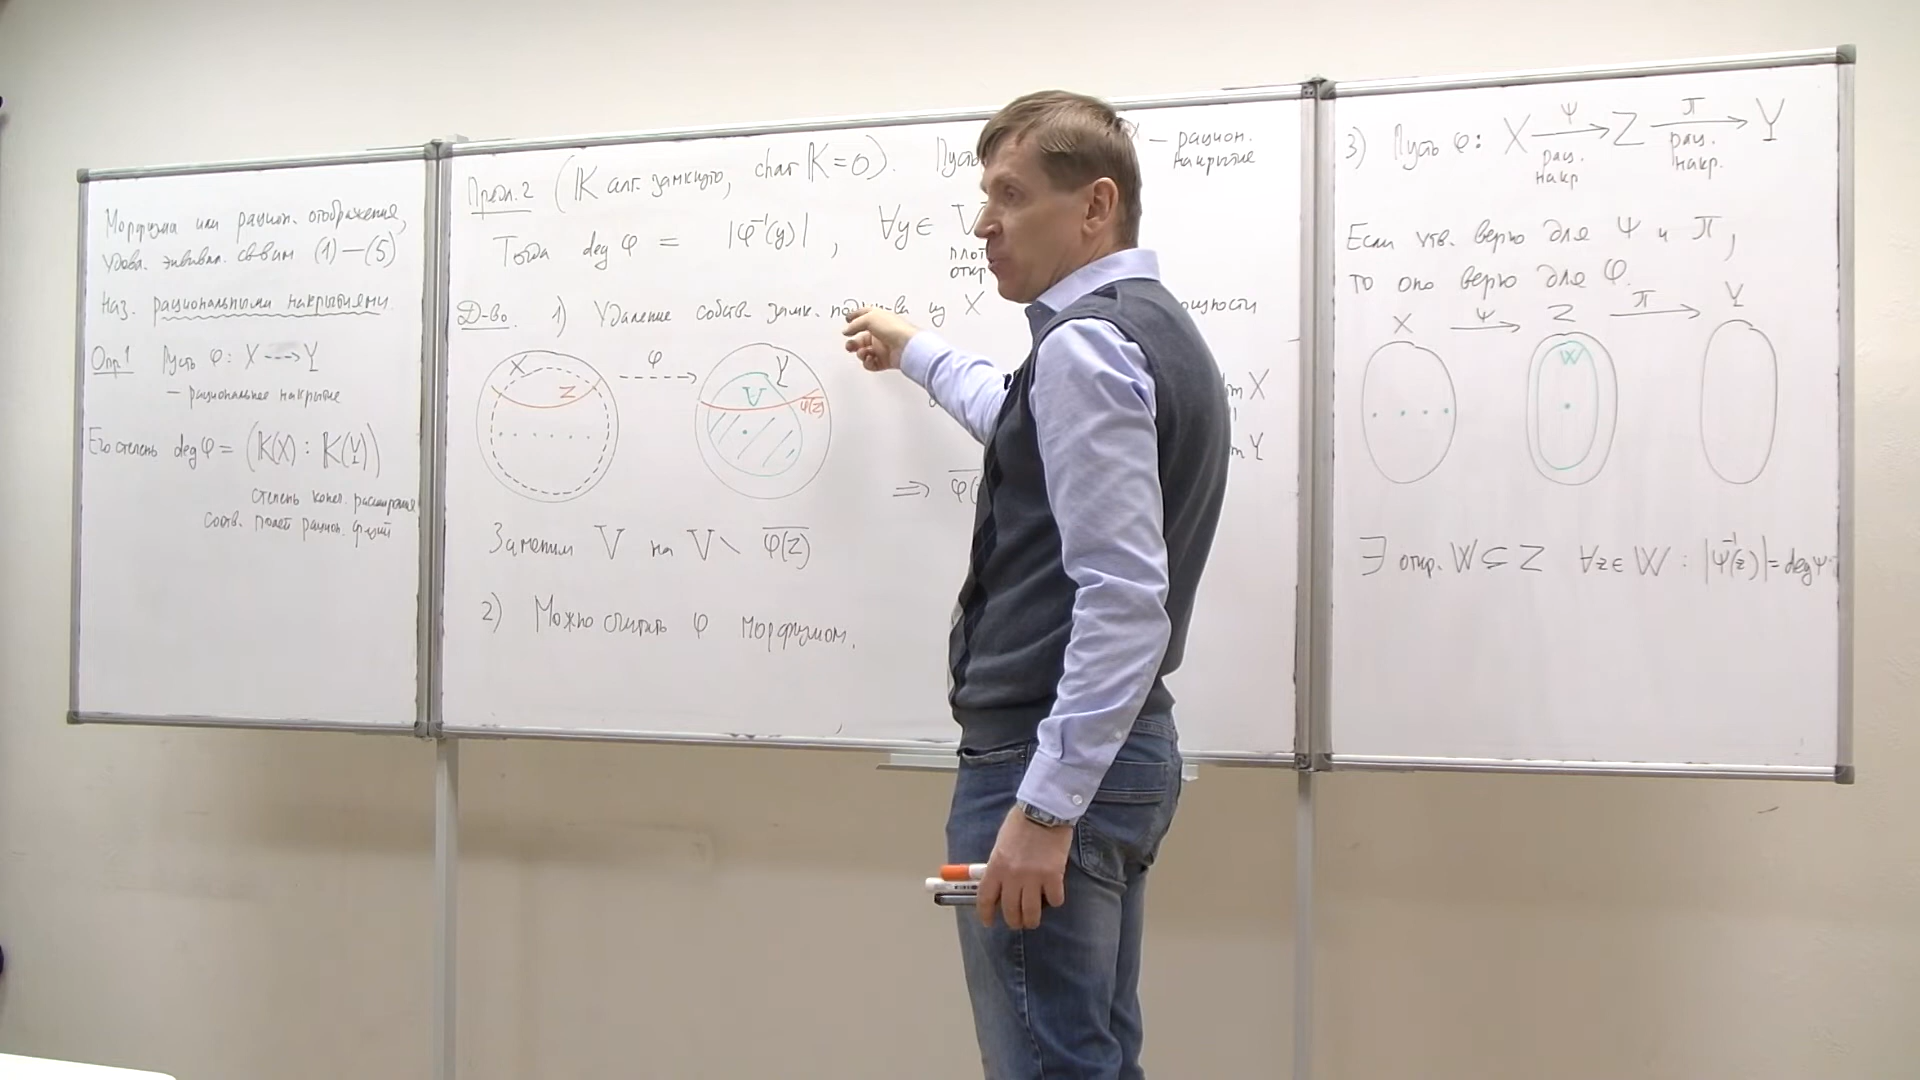 Морфизмы или рацион. отображения,
удовл. эквивал. св-вам (1)—(5)
наз. рациональными накрытиями.
Опр.1 Пусть φ: X ⇢ Y
— рациональное накрытие
Его степень deg φ = (K(X) : K(Y))
степень конеч. расширения
соотв. полей рацион. ф-ций
Предл.2 (K алг. замкнуто, char K = 0). Пусть
— рацион. накрытие
Тогда deg φ = |φ⁻¹(y)|, ∀y ∈ V
Д-во. 1) Удаление собств. замк. подмн-ва из X
X
Z
φ
Y
V
φ(Z)
m X
m Y
⇒
Заменим V на V \ \overline{φ(Z)}
2) Можно считать φ морфизмом.
3) Пусть φ: X —ψ→ Z —π→ Y
рац. накр
рац. накр.
Если утв. верно для ψ и π,
то оно верно для φ.
X —ψ→ Z —π→ Y
W
∃ откр. W ⊆ Z ∀z ∈ W : |ψ⁻¹(z)| = deg ψ